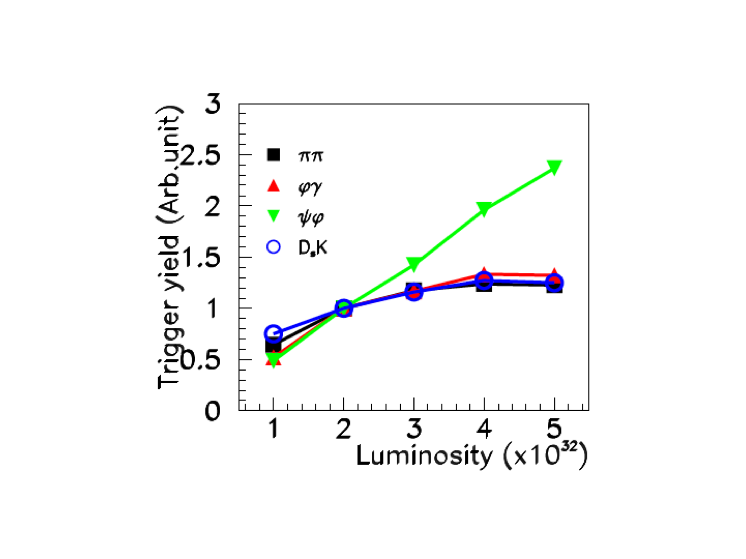 Trigger yield (Arb.unit)
3
2.5
2
1.5
1
0.5
0
ππ
φγ
ψφ
DₛK
1 2 3 4 5
Luminosity (x10³²)